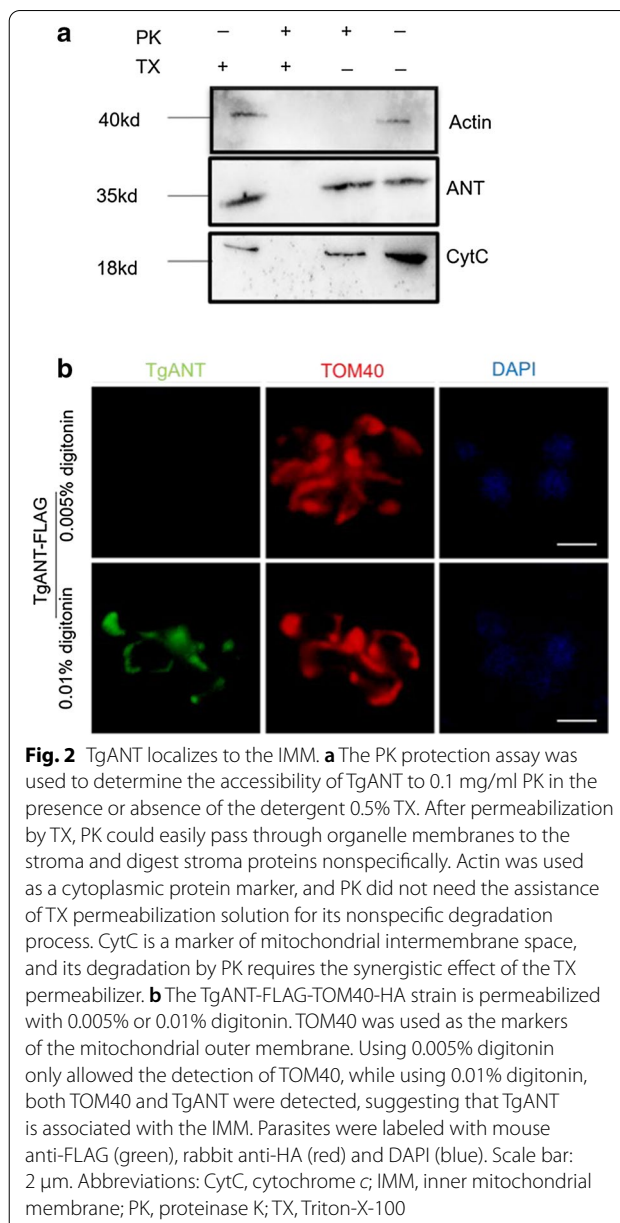 a
PK – + + –
TX + + – –
40kd Actin
35kd ANT
18kd CytC
b
TgANT TOM40 DAPI
TgANT-FLAG
0.005% digitonin
0.01% digitonin
Fig. 2 TgANT localizes to the IMM. a The PK protection assay was
used to determine the accessibility of TgANT to 0.1 mg/ml PK in the
presence or absence of the detergent 0.5% TX. After permeabilization
by TX, PK could easily pass through organelle membranes to the
stroma and digest stroma proteins nonspecifically. Actin was used
as a cytoplasmic protein marker, and PK did not need the assistance
of TX permeabilization solution for its nonspecific degradation
process. CytC is a marker of mitochondrial intermembrane space,
and its degradation by PK requires the synergistic effect of the TX
permeabilizer. b The TgANT-FLAG-TOM40-HA strain is permeabilized
with 0.005% or 0.01% digitonin. TOM40 was used as the markers
of the mitochondrial outer membrane. Using 0.005% digitonin
only allowed the detection of TOM40, while using 0.01% digitonin,
both TOM40 and TgANT were detected, suggesting that TgANT
is associated with the IMM. Parasites were labeled with mouse
anti-FLAG (green), rabbit anti-HA (red) and DAPI (blue). Scale bar:
2 μm. Abbreviations: CytC, cytochrome c; IMM, inner mitochondrial
membrane; PK, proteinase K; TX, Triton-X-100